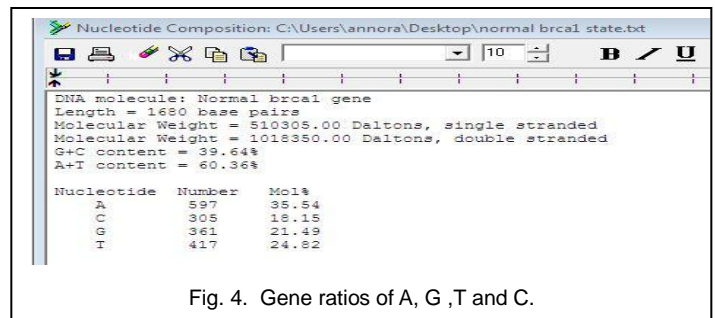 Nucleotide Composition: C:\Users\annora\Desktop\normal brca1 state.txt
10 B / U
DNA molecule: Normal brca1 gene
Length = 1680 base pairs
Molecular Weight = 510305.00 Daltons, single stranded
Molecular Weight = 1018350.00 Daltons, double stranded
G+C content = 39.64%
A+T content = 60.36%
Nucleotide Number Mol%
A 597 35.54
C 305 18.15
G 361 21.49
T 417 24.82
Fig. 4. Gene ratios of A, G ,T and C.